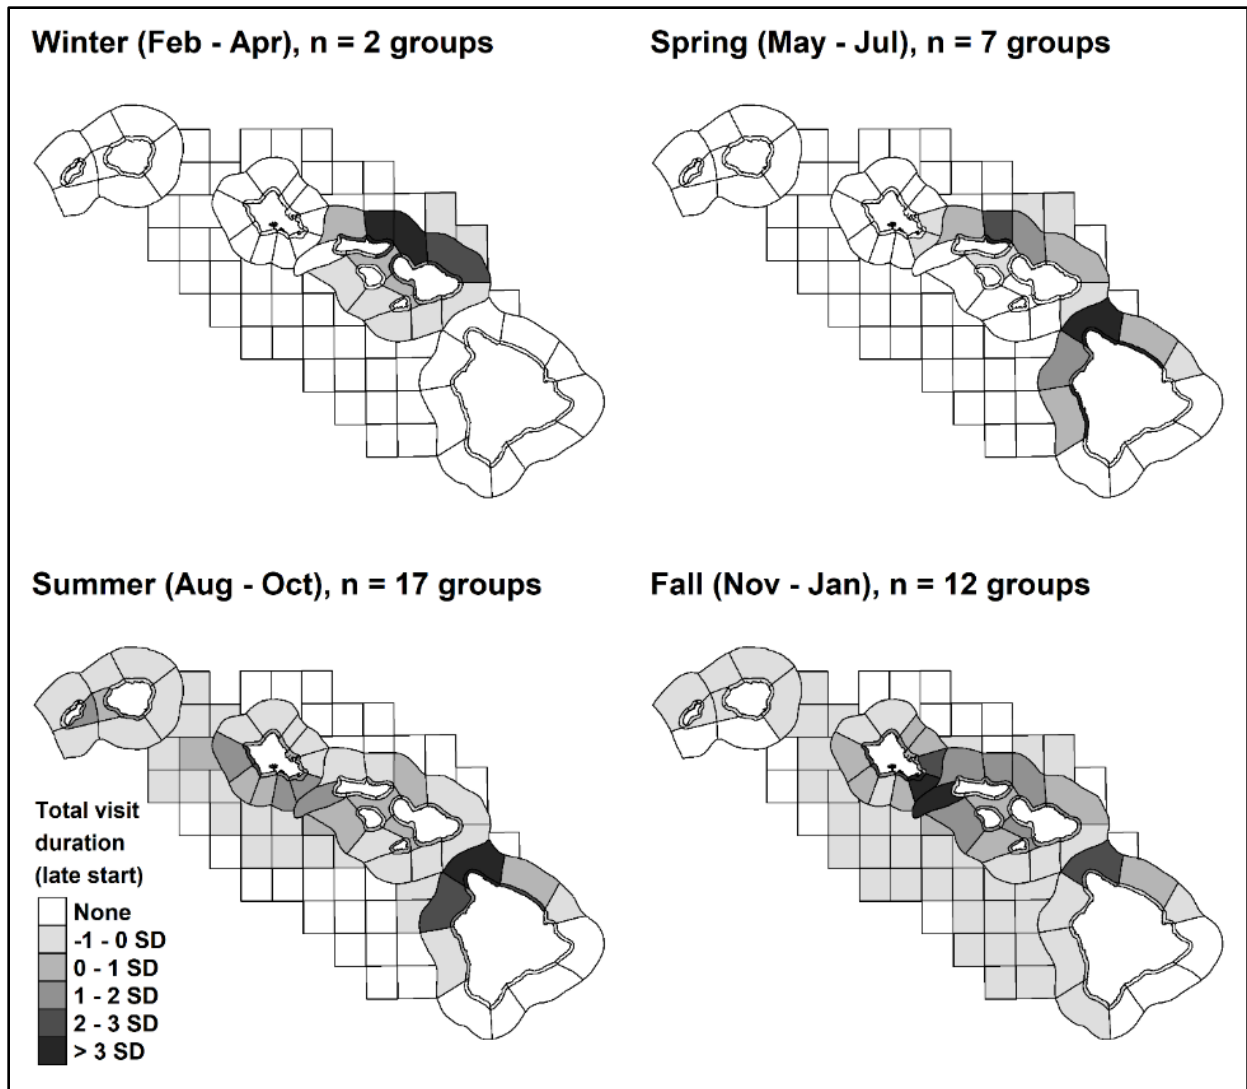 Winter (Feb - Apr), n = 2 groups
Spring (May - Jul), n = 7 groups
Summer (Aug - Oct), n = 17 groups
Fall (Nov - Jan), n = 12 groups
Total visit
duration
(late start)
None
-1 - 0 SD
0 - 1 SD
1 - 2 SD
2 - 3 SD
> 3 SD